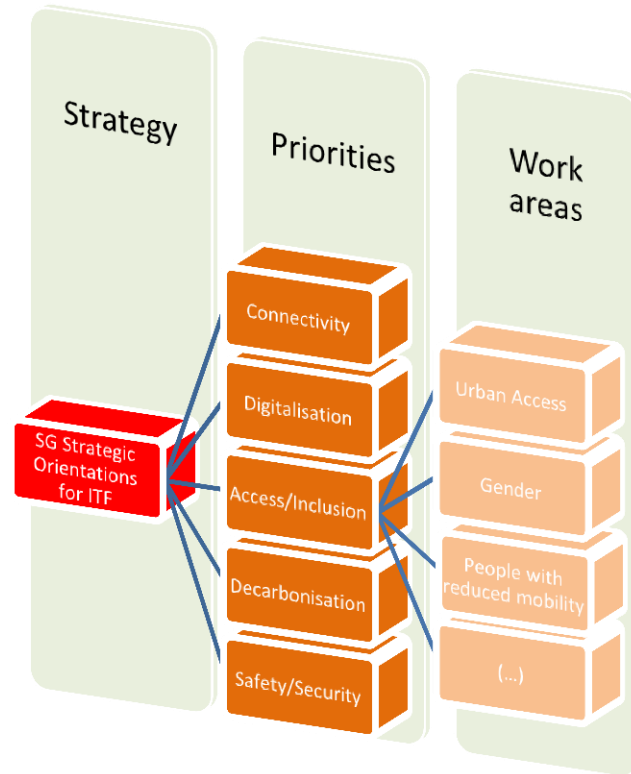 Strategy
Priorities
Work
areas
SG Strategic
Orientations
for ITF
Connectivity
Digitalisation
Access/Inclusion
Decarbonisation
Safety/Security
Urban Access
Gender
People with
reduced mobility
(...)